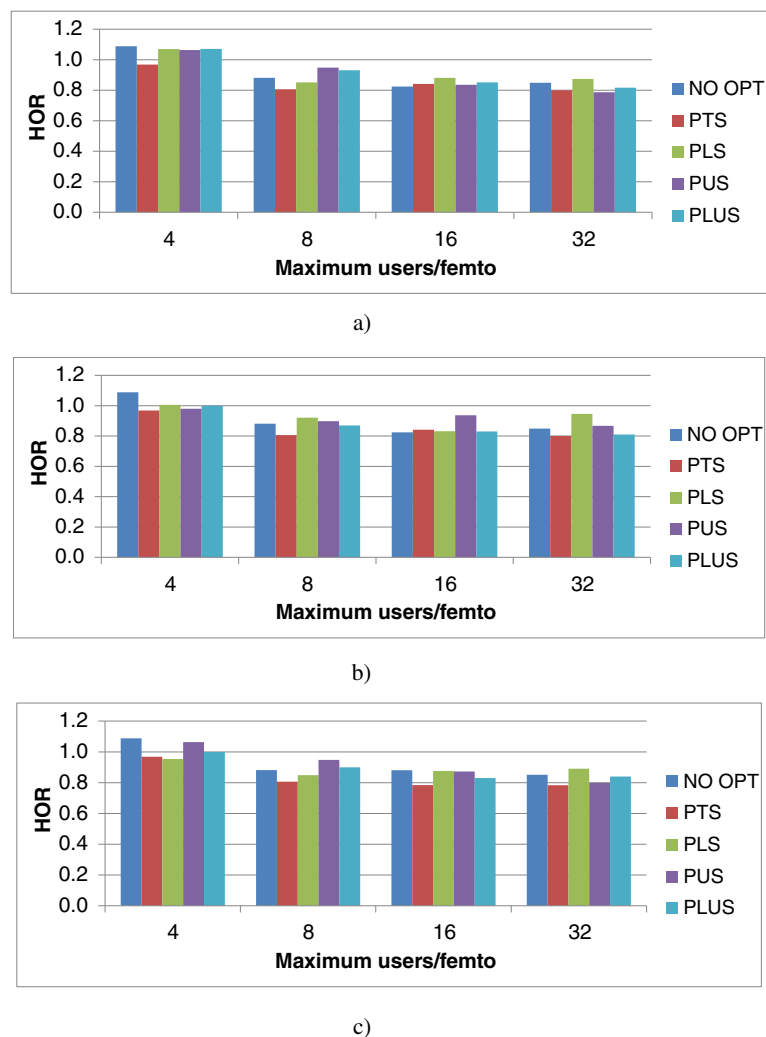 1.2
1.0
0.8
0.6
0.4
0.2
0.0
HOR
4 8 16 32
Maximum users/femto
NO OPT
PTS
PLS
PUS
PLUS
a)
1.2
1.0
0.8
0.6
0.4
0.2
0.0
HOR
4 8 16 32
Maximum users/femto
NO OPT
PTS
PLS
PUS
PLUS
b)
1.2
1.0
0.8
0.6
0.4
0.2
0.0
HOR
4 8 16 32
Maximum users/femto
NO OPT
PTS
PLS
PUS
PLUS
c)